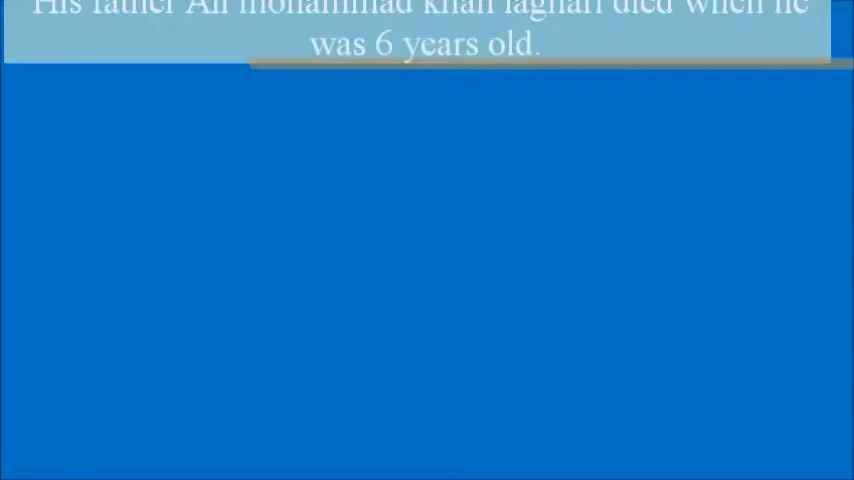 His father Ali mohammad khan laghari died when he
was 6 years old.